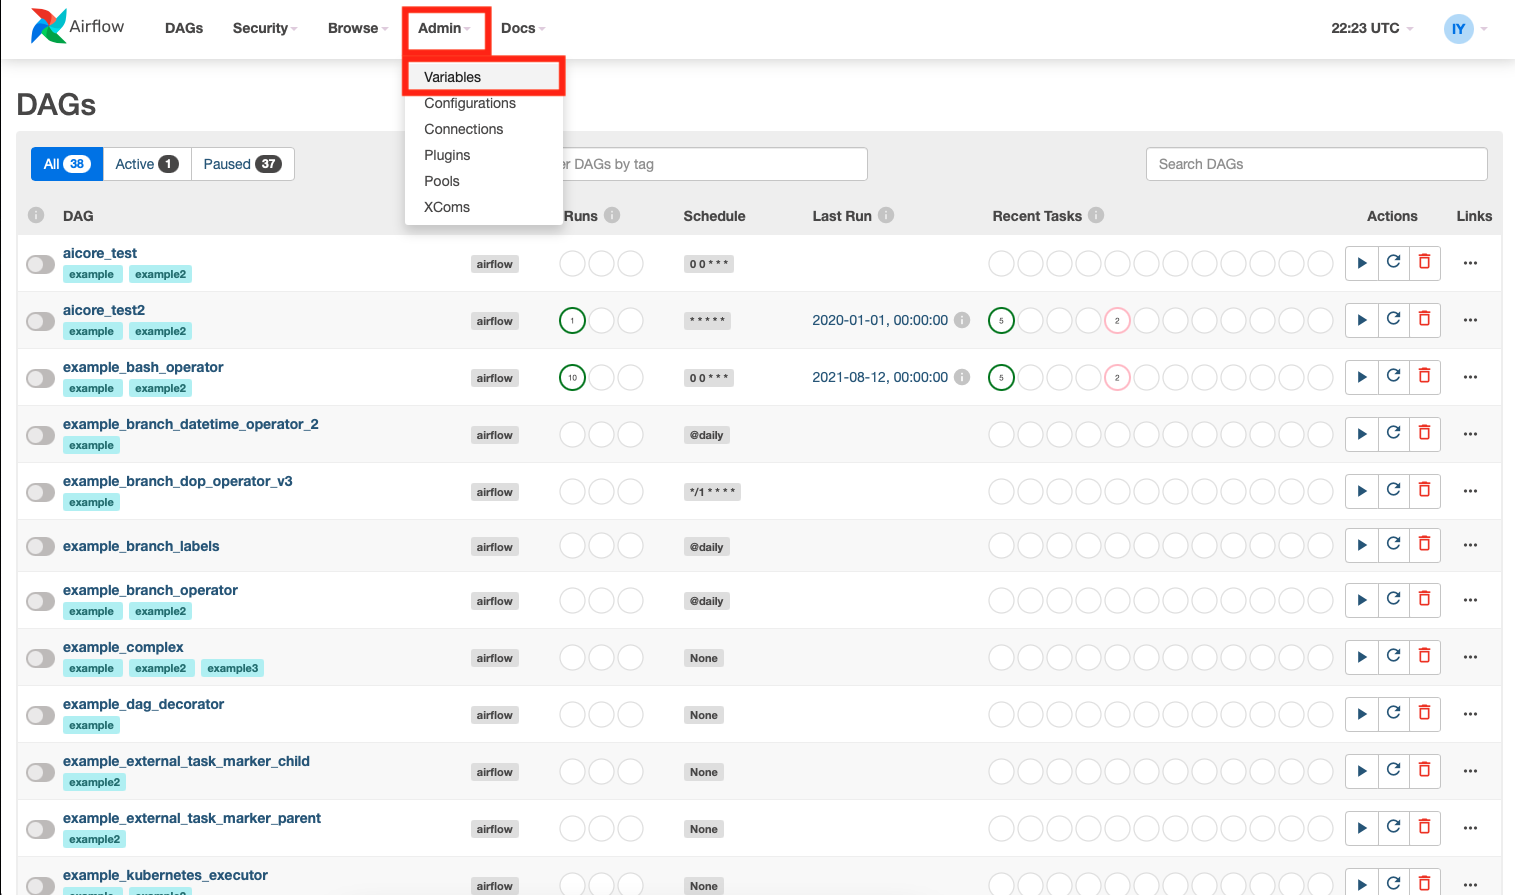 Airflow DAGs Security Browse Admin Docs 22:23 UTC IY
Variables
Configurations
Connections
Plugins
Pools
XComs
DAGs
All 38 Active 1 Paused 37 DAGs by tag Search DAGs
DAG Runs Schedule Last Run Recent Tasks Actions Links
aicore_test
example example2 airflow 0 0 * * *
aicore_test2
example example2 airflow 1 * * * * * 2020-01-01, 00:00:00 5 2
example_bash_operator
example example2 airflow 10 0 0 * * * 2021-08-12, 00:00:00 5 2
example_branch_datetime_operator_2
example airflow @daily
example_branch_dop_operator_v3
example airflow */1 * * * *
example_branch_labels airflow @daily
example_branch_operator
example example2 airflow @daily
example_complex
example example2 example3 airflow None
example_dag_decorator
example airflow None
example_external_task_marker_child
example2 airflow None
example_external_task_marker_parent
example2 airflow None
example_kubernetes_executor
airflow None